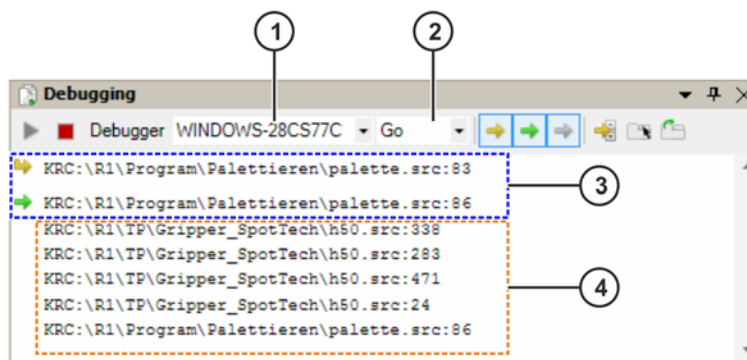 1 2
Debugging
Debugger WINDOWS-28CS77C Go
KRC:\R1\Program\Palettieren\palette.src:83
3
KRC:\R1\Program\Palettieren\palette.src:86
KRC:\R1\TP\Gripper_SpotTech\h50.src:338
KRC:\R1\TP\Gripper_SpotTech\h50.src:283
KRC:\R1\TP\Gripper_SpotTech\h50.src:471
4
KRC:\R1\TP\Gripper_SpotTech\h50.src:24
KRC:\R1\Program\Palettieren\palette.src:86